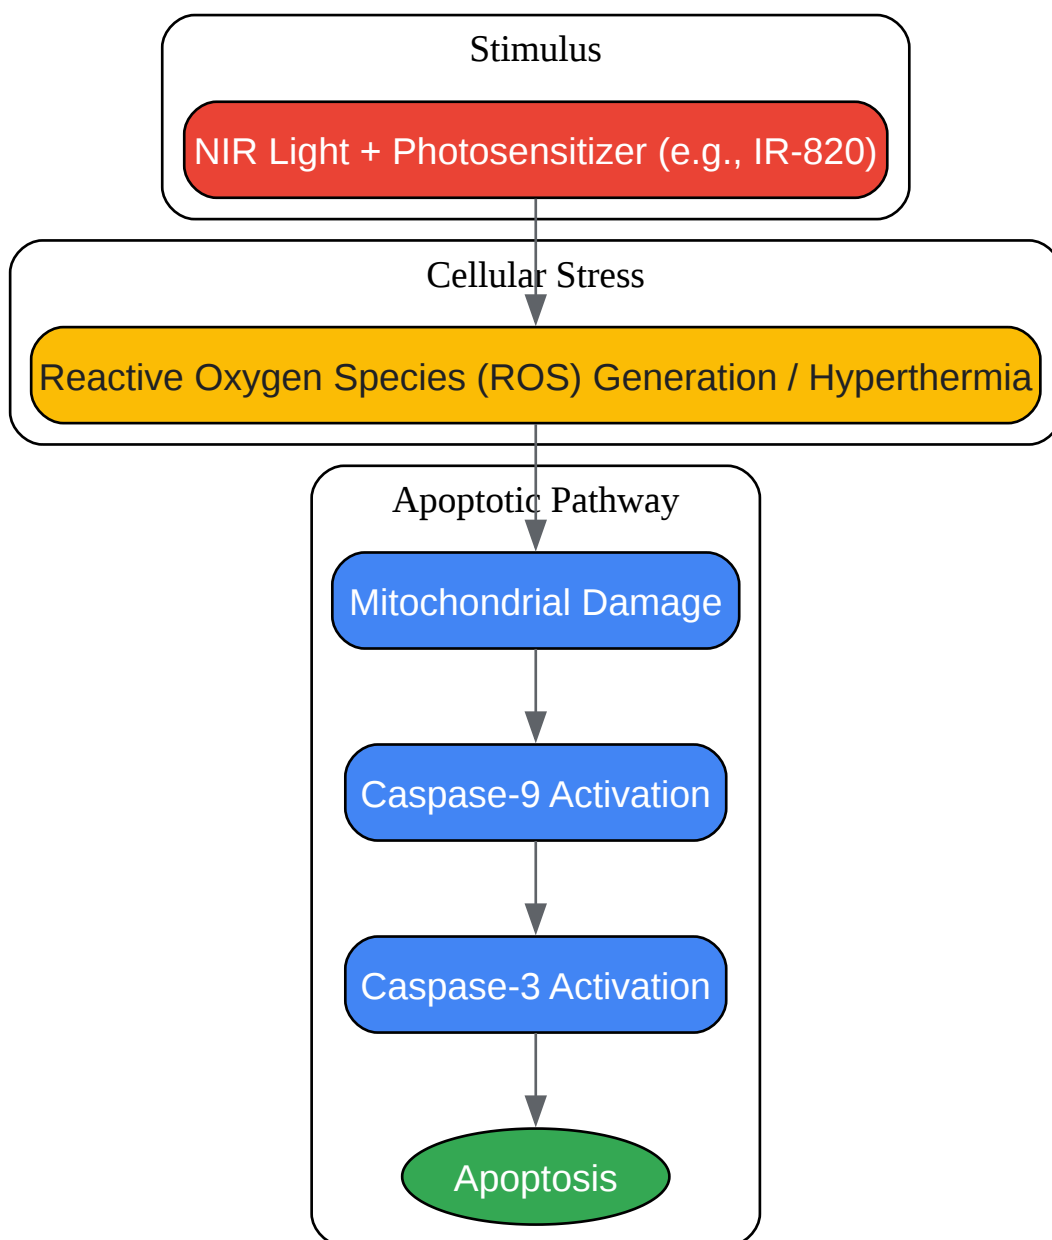 Stimulus
NIR Light + Photosensitizer (e.g., IR-820)
Cellular Stress
Reactive Oxygen Species (ROS) Generation / Hyperthermia
Apoptotic Pathway
Mitochondrial Damage
Caspase-9 Activation
Caspase-3 Activation
Apoptosis